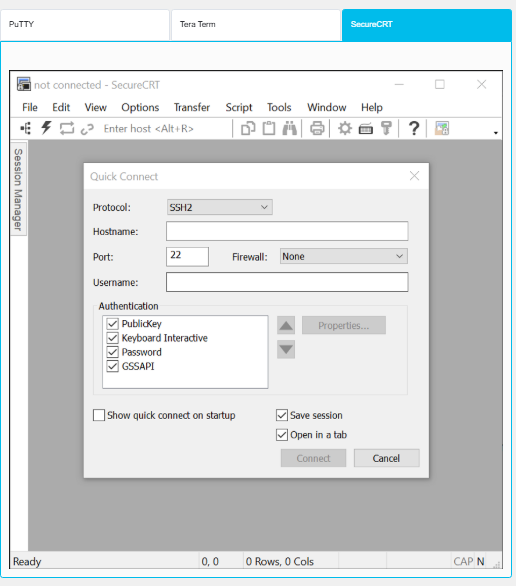 PuTTY Tera Term SecureCRT
not connected - SecureCRT
File Edit View Options Transfer Script Tools Window Help
Enter host <Alt+R>
Session Manager
Quick Connect
Protocol: SSH2
Hostname:
Port: 22 Firewall: None
Username:
Authentication
PublicKey
Keyboard Interactive
Properties...
Password
GSSAPI
Show quick connect on startup Save session
Open in a tab
Connect Cancel
Ready 0, 0 0 Rows, 0 Cols CAP N